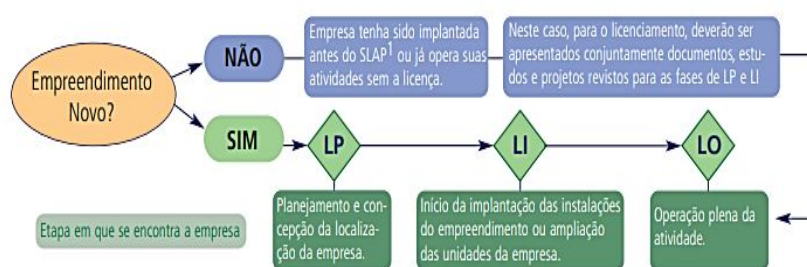 Empreendimento
Novo?
NÃO
Empresa tenha sido implantada
antes do SLAP1 ou já opera suas
atividades sem a licença.
Neste caso, para o licenciamento, deverão ser
apresentados conjuntamente documentos, estu-
dos e projetos revistos para as fases de LP e LI
SIM
LP
LI
LO
Planejamento e con-
cepção da localiza-
ção da empresa.
Início da implantação das instalações
do empreendimento ou ampliação
das unidades da empresa.
Operação plena da
atividade.
Etapa em que se encontra a empresa